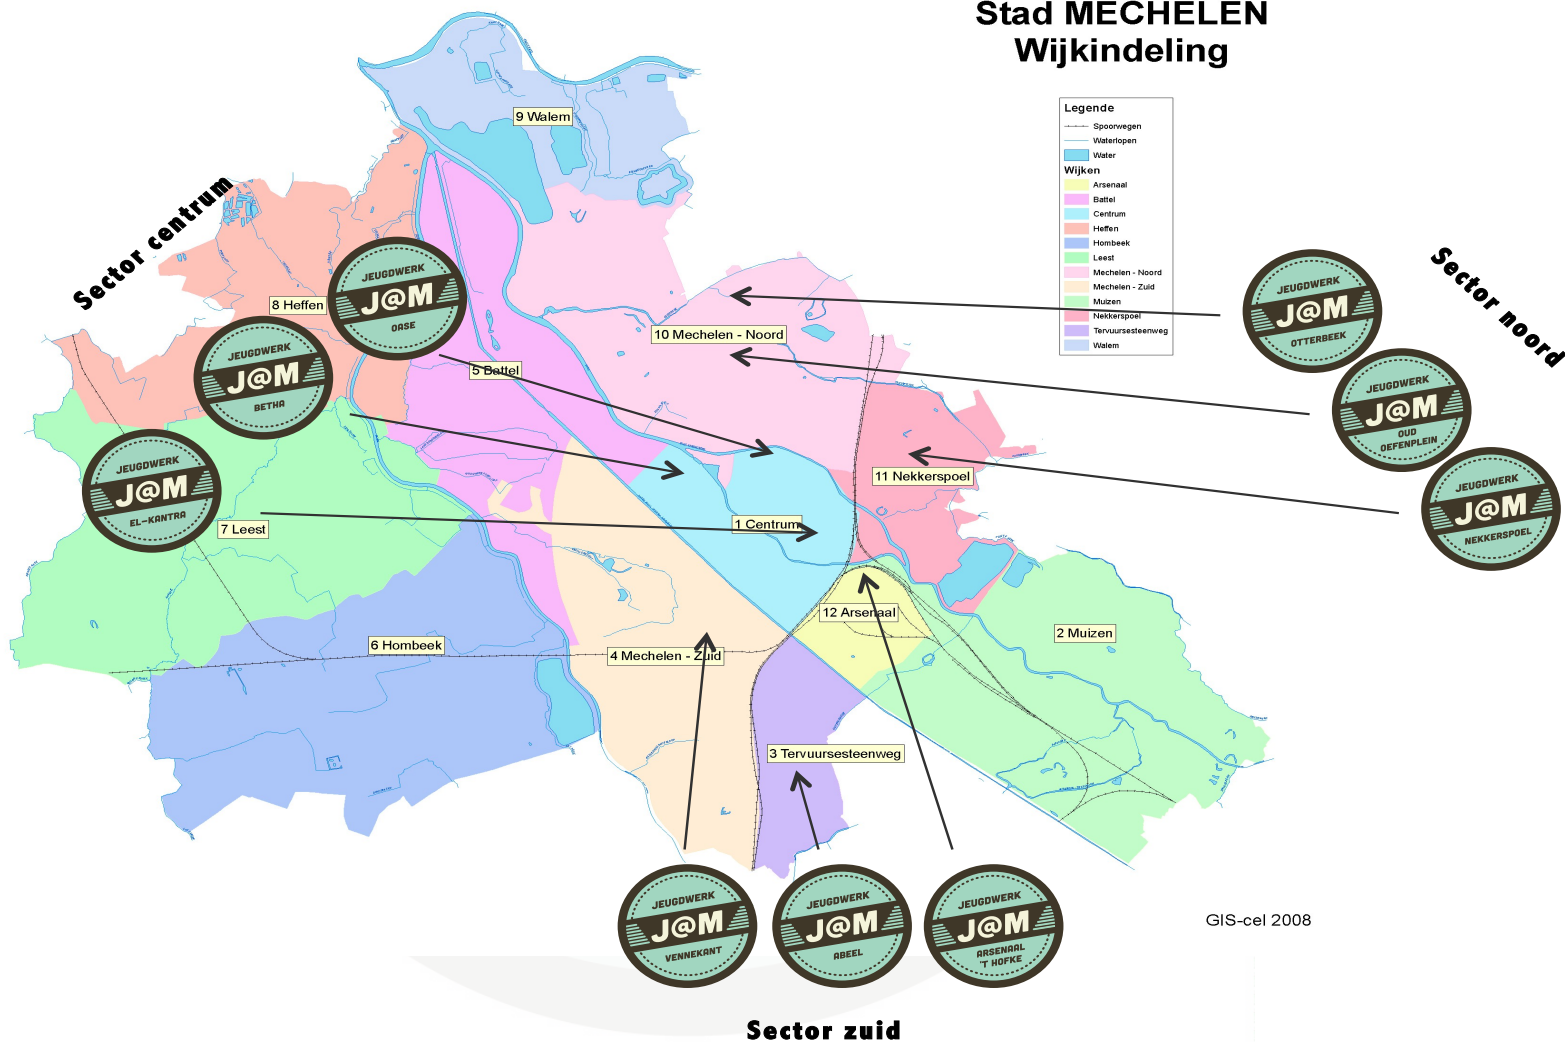 Stad MECHELEN
Wijkindeling
Legende
Spoorwegen
Waterlopen
Water
Wijken
Arsenaal
Battel
Centrum
Heffen
Hombeek
Leest
Mechelen - Noord
Mechelen - Zuid
Muizen
Nekkerspoel
Tervuursesteenweg
Walem
Sector centrum
Sector noord
9 Walem
8 Heffen
10 Mechelen - Noord
5 Battel
11 Nekkerspoel
1 Centrum
7 Leest
12 Arsenaal
2 Muizen
6 Hombeek
4 Mechelen - Zuid
3 Tervuursesteenweg
JEUGDWERK
J@M
OASE
JEUGDWERK
J@M
BETHA
JEUGDWERK
J@M
EL-KANTRA
JEUGDWERK
J@M
OTTERBEEK
JEUGDWERK
J@M
OUD
OEFENPLEIN
JEUGDWERK
J@M
NEKKERSPOEL
JEUGDWERK
J@M
VENNEKANT
JEUGDWERK
J@M
ABEEL
JEUGDWERK
J@M
ARSENAAL
'T HOFKE
GIS-cel 2008
Sector zuid